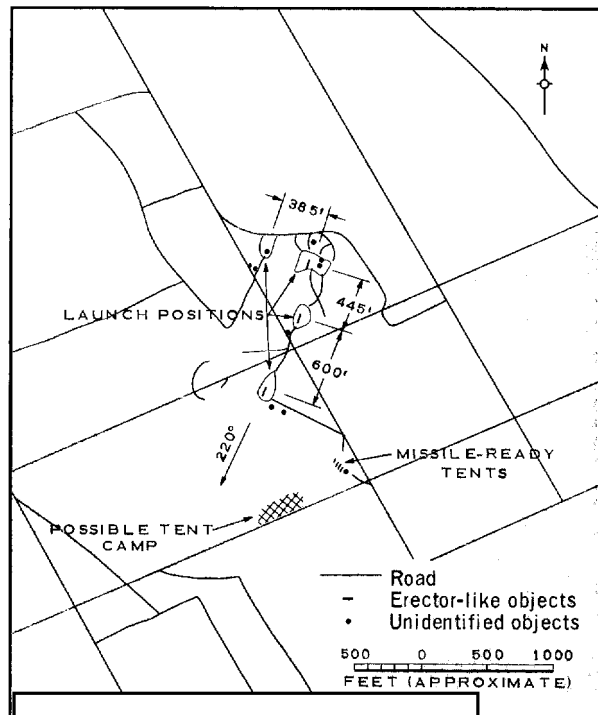 N
385'
445'
LAUNCH POSITIONS
600'
220°
MISSILE-READY
TENTS
POSSIBLE TENT
CAMP
Road
Erector-like objects
Unidentified objects
500 0 500 1000
FEET (APPROXIMATE)